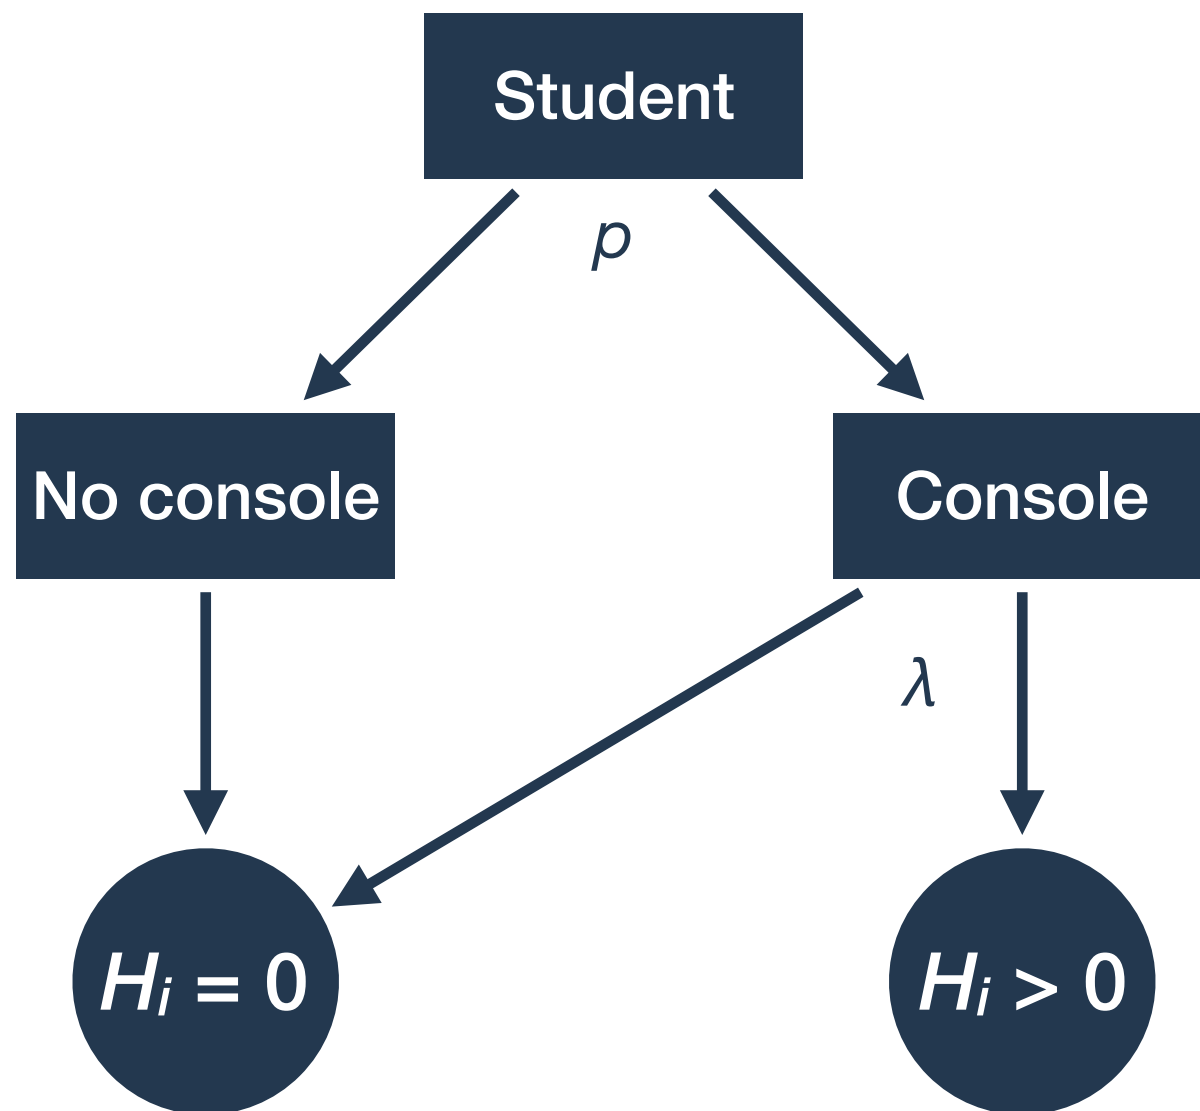 Student
p
No console
Console
λ
Hᵢ = 0
Hᵢ > 0